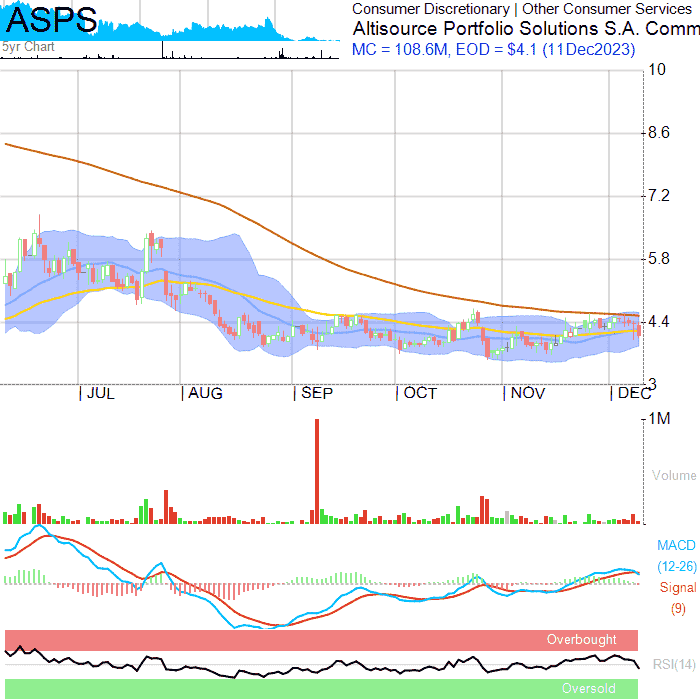 ASPS
5yr Chart
Consumer Discretionary | Other Consumer Services
Altisource Portfolio Solutions S.A. Comm
MC = 108.6M, EOD = $4.1 (11Dec2023)
10
8.6
7.2
5.8
4.4
3
JUL
AUG
SEP
OCT
NOV
DEC
1M
Volume
MACD
(12-26)
Signal
(9)
Overbought
RSI(14)
Oversold